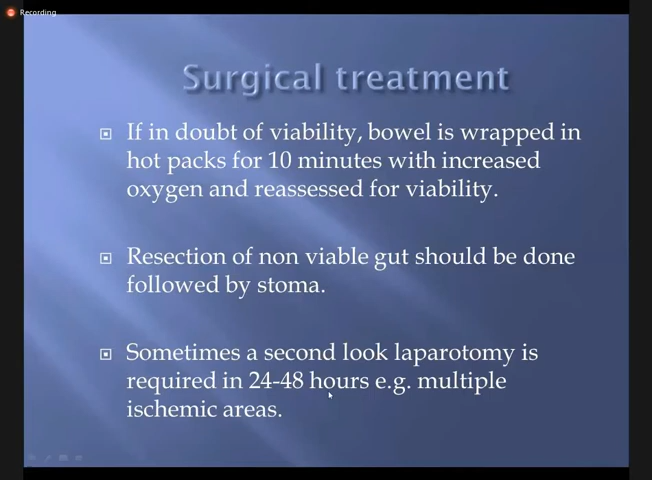 Recording
Surgical treatment
If in doubt of viability, bowel is wrapped in
hot packs for 10 minutes with increased
oxygen and reassessed for viability.
Resection of non viable gut should be done
followed by stoma.
Sometimes a second look laparotomy is
required in 24-48 hours e.g. multiple
ischemic areas.